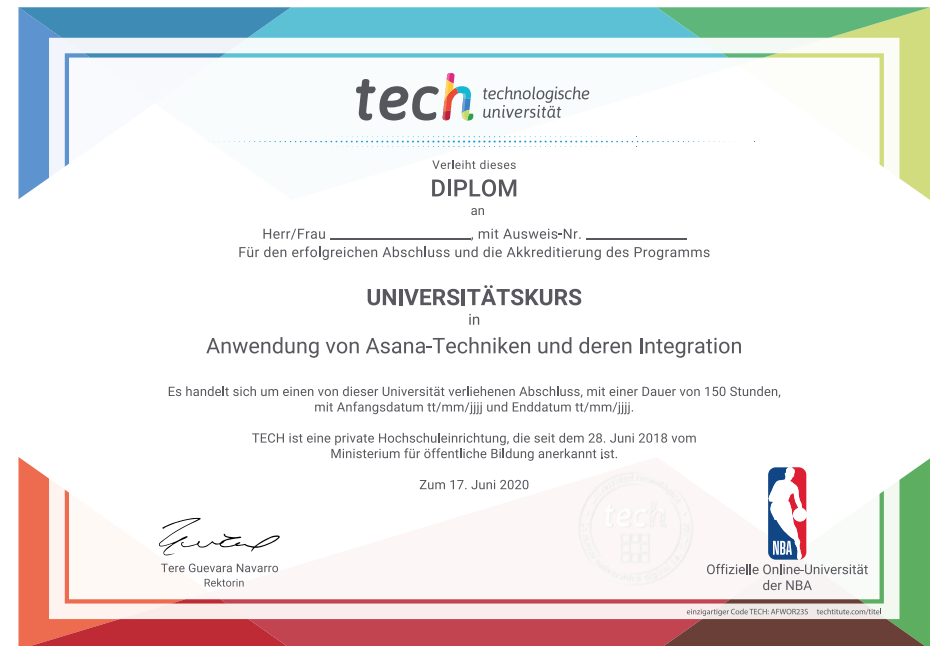 tech technologische
universität
Verleiht dieses
DIPLOM
an
Herr/Frau ______________, mit Ausweis-Nr. ______________
Für den erfolgreichen Abschluss und die Akkreditierung des Programms
UNIVERSITÄTSKURS
in
Anwendung von Asana-Techniken und deren Integration
Es handelt sich um einen von dieser Universität verliehenen Abschluss, mit einer Dauer von 150 Stunden,
mit Anfangsdatum tt/mm/jjjj und Enddatum tt/mm/jjjj.
TECH ist eine private Hochschuleinrichtung, die seit dem 28. Juni 2018 vom
Ministerium für öffentliche Bildung anerkannt ist.
Zum 17. Juni 2020
tech
NBA
Tere Guevara Navarro
Rektorin
Offizielle Online-Universität
der NBA
einzigartiger Code TECH: AFWOR23S techtitute.com/titel